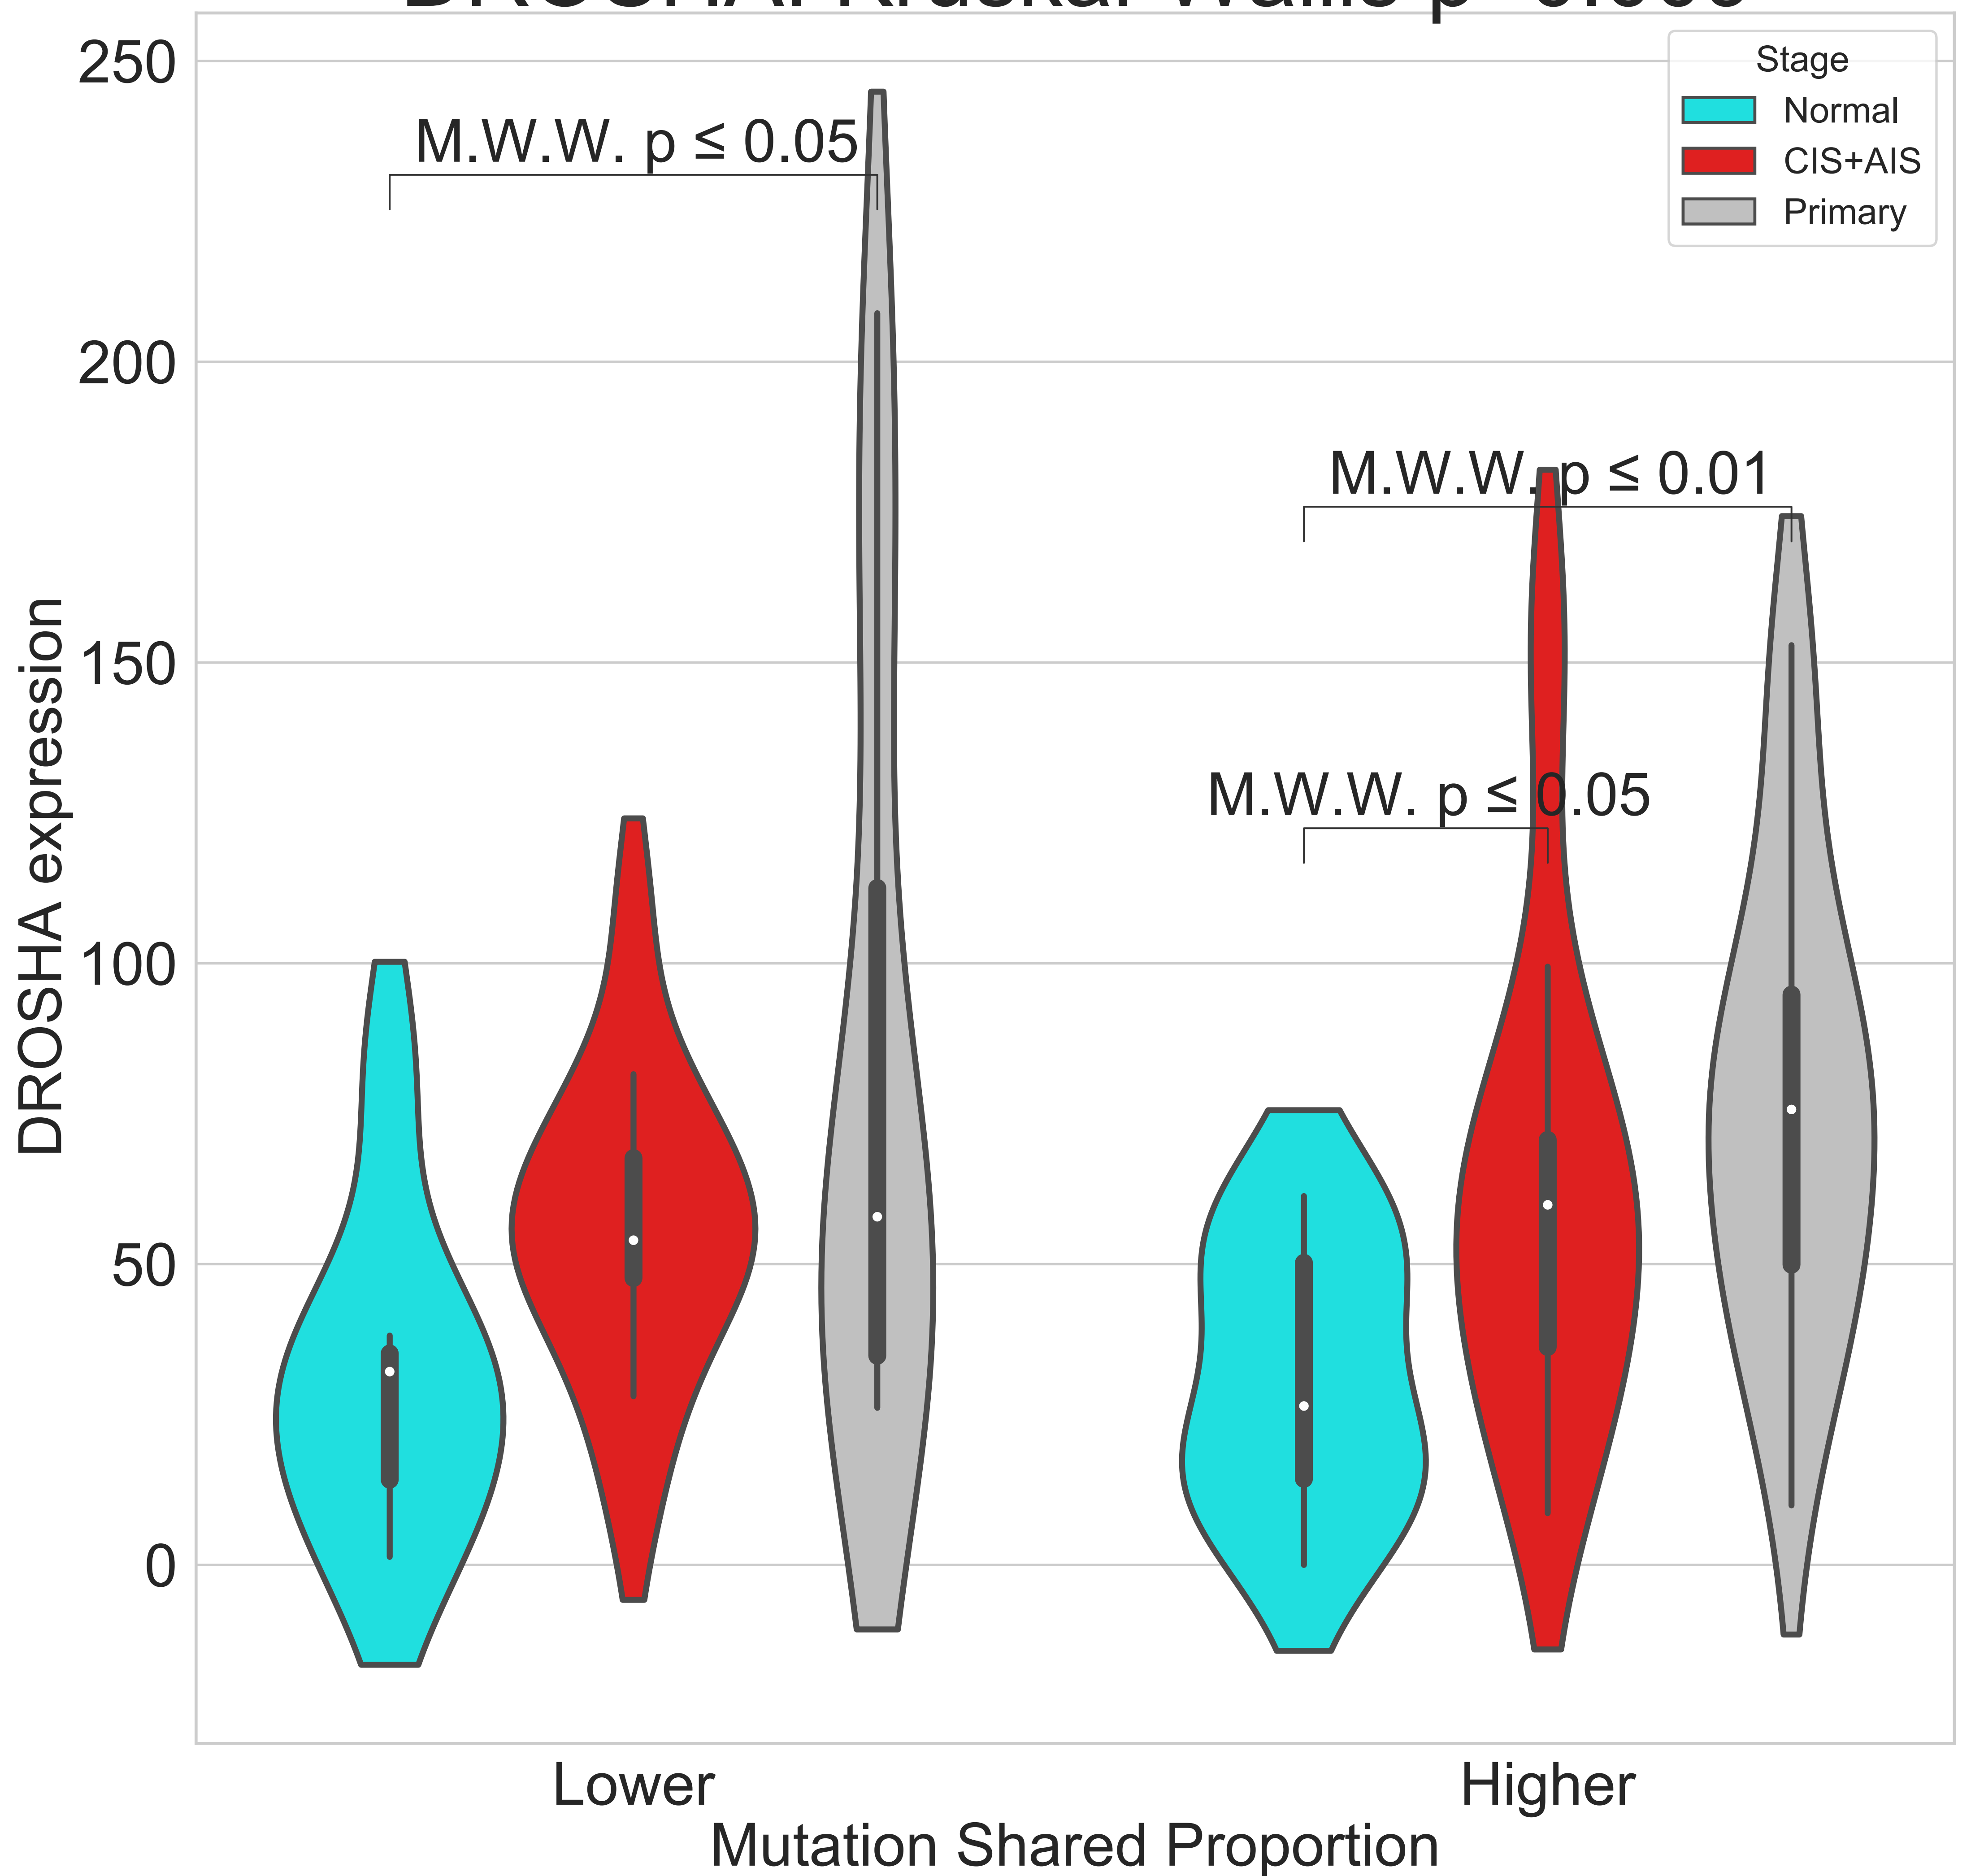 250
200
150
100
50
0
DROSHA expression
M.W.W. p ≤ 0.05
M.W.W. p ≤ 0.01
M.W.W. p ≤ 0.05
Stage
Normal
CIS+AIS
Primary
Lower
Higher
Mutation Shared Proportion